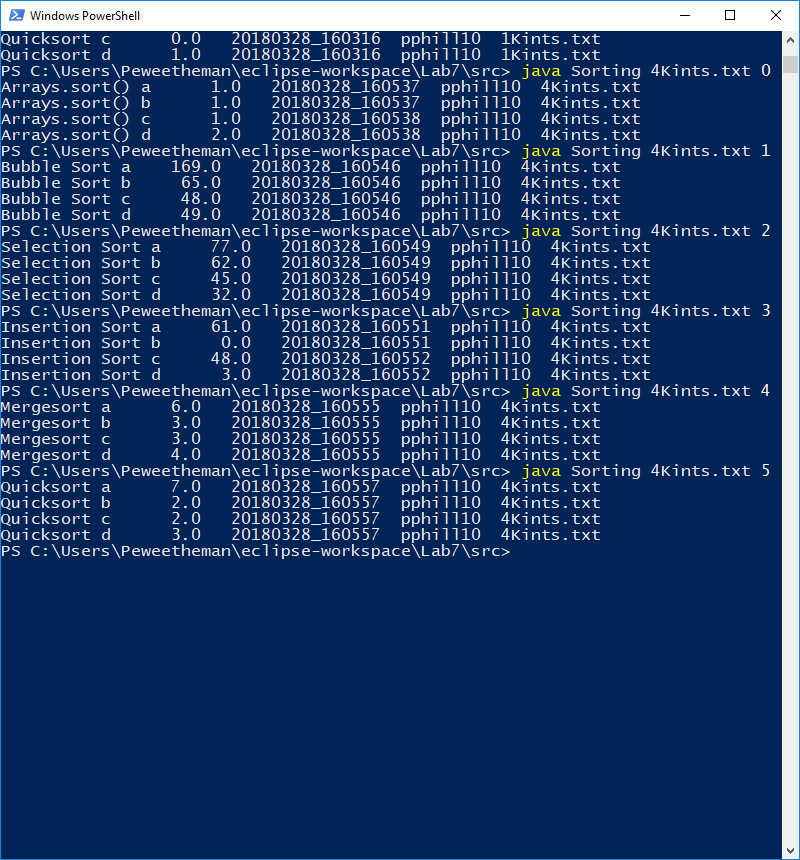 Windows PowerShell
Quicksort c      0.0   20180328_160316  pphill10  1Kints.txt
Quicksort d      1.0   20180328_160316  pphill10  1Kints.txt
PS C:\Users\Peweetheman\eclipse-workspace\Lab7\src> java Sorting 4Kints.txt 0
Arrays.sort() a      1.0   20180328_160537  pphill10  4Kints.txt
Arrays.sort() b      1.0   20180328_160537  pphill10  4Kints.txt
Arrays.sort() c      1.0   20180328_160538  pphill10  4Kints.txt
Arrays.sort() d      2.0   20180328_160538  pphill10  4Kints.txt
PS C:\Users\Peweetheman\eclipse-workspace\Lab7\src> java Sorting 4Kints.txt 1
Bubble Sort a    169.0   20180328_160546  pphill10  4Kints.txt
Bubble Sort b     65.0   20180328_160546  pphill10  4Kints.txt
Bubble Sort c     48.0   20180328_160546  pphill10  4Kints.txt
Bubble Sort d     49.0   20180328_160546  pphill10  4Kints.txt
PS C:\Users\Peweetheman\eclipse-workspace\Lab7\src> java Sorting 4Kints.txt 2
Selection Sort a     77.0   20180328_160549  pphill10  4Kints.txt
Selection Sort b     62.0   20180328_160549  pphill10  4Kints.txt
Selection Sort c     45.0   20180328_160549  pphill10  4Kints.txt
Selection Sort d     32.0   20180328_160549  pphill10  4Kints.txt
PS C:\Users\Peweetheman\eclipse-workspace\Lab7\src> java Sorting 4Kints.txt 3
Insertion Sort a     61.0   20180328_160551  pphill10  4Kints.txt
Insertion Sort b      0.0   20180328_160551  pphill10  4Kints.txt
Insertion Sort c     48.0   20180328_160552  pphill10  4Kints.txt
Insertion Sort d      3.0   20180328_160552  pphill10  4Kints.txt
PS C:\Users\Peweetheman\eclipse-workspace\Lab7\src> java Sorting 4Kints.txt 4
Mergesort a      6.0   20180328_160555  pphill10  4Kints.txt
Mergesort b      3.0   20180328_160555  pphill10  4Kints.txt
Mergesort c      3.0   20180328_160555  pphill10  4Kints.txt
Mergesort d      4.0   20180328_160555  pphill10  4Kints.txt
PS C:\Users\Peweetheman\eclipse-workspace\Lab7\src> java Sorting 4Kints.txt 5
Quicksort a      7.0   20180328_160557  pphill10  4Kints.txt
Quicksort b      2.0   20180328_160557  pphill10  4Kints.txt
Quicksort c      2.0   20180328_160557  pphill10  4Kints.txt
Quicksort d      3.0   20180328_160557  pphill10  4Kints.txt
PS C:\Users\Peweetheman\eclipse-workspace\Lab7\src>